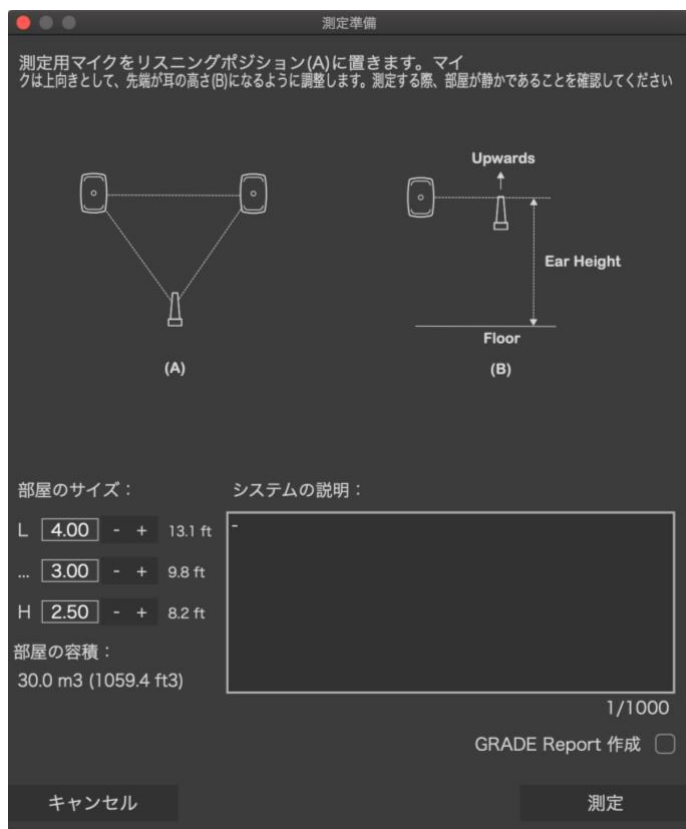 測定準備
測定用マイクをリスニングポジション(A)に置きます。マイ
クは上向きとして、先端が耳の高さ(B)になるように調整します。測定する際、部屋が静かであることを確認してください
Upwards
Ear Height
Floor
(A)
(B)
部屋のサイズ：
システムの説明：
L 4.00 - + 13.1 ft
-
... 3.00 - + 9.8 ft
H 2.50 - + 8.2 ft
部屋の容積：
30.0 m3 (1059.4 ft3)
1/1000
GRADE Report 作成
キャンセル
測定